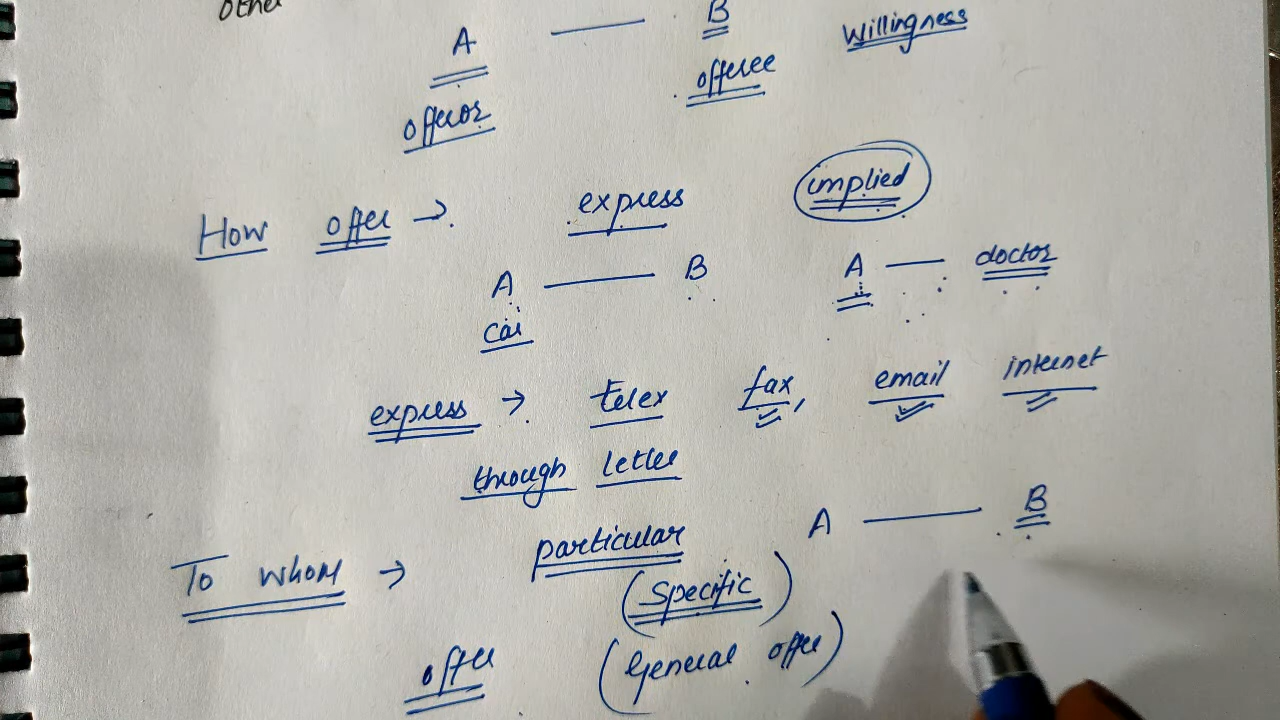 other
A — B willingness
offeror offeree
How offer → express implied
A — B A — doctor
car
express → telex fax, email internet
through letter
To whom → particular A — B
(specific)
offer (General offer)